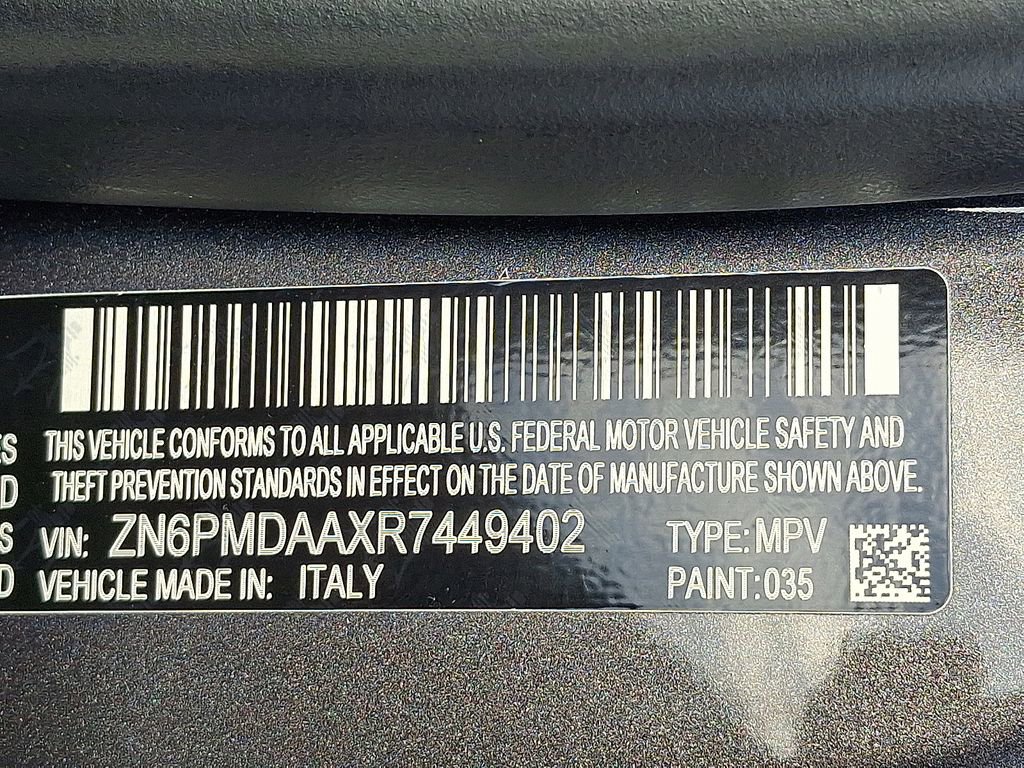 ES THIS VEHICLE CONFORMS TO ALL APPLICABLE U.S. FEDERAL MOTOR VEHICLE SAFETY AND
D THEFT PREVENTION STANDARDS IN EFFECT ON THE DATE OF MANUFACTURE SHOWN ABOVE.
S VIN: ZN6PMDAAXR7449402 TYPE: MPV
D VEHICLE MADE IN: ITALY PAINT: 035